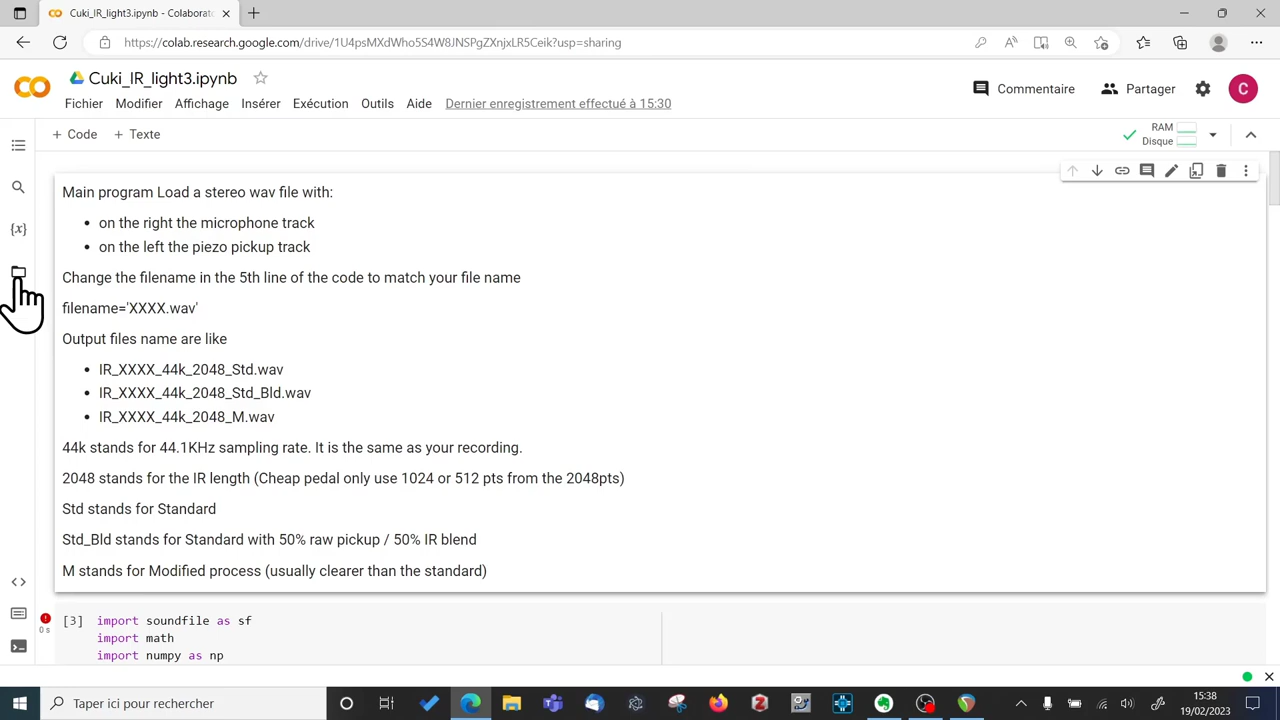 Cuki_IR_light3.ipynb - Colaborato
https://colab.research.google.com/drive/1U4psMXdWho5S4W8JNSPgZXnjxLR5Ceik?usp=sharing
Cuki_IR_light3.ipynb
Fichier Modifier Affichage Insérer Exécution Outils Aide Dernier enregistrement effectué à 15:30
Commentaire Partager C
+ Code + Texte
RAM
Disque
{x}
Main program Load a stereo wav file with:
• on the right the microphone track
• on the left the piezo pickup track
Change the filename in the 5th line of the code to match your file name
filename='XXXX.wav'
Output files name are like
• IR_XXXX_44k_2048_Std.wav
• IR_XXXX_44k_2048_Std_Bld.wav
• IR_XXXX_44k_2048_M.wav
44k stands for 44.1KHz sampling rate. It is the same as your recording.
2048 stands for the IR length (Cheap pedal only use 1024 or 512 pts from the 2048pts)
Std stands for Standard
Std_Bld stands for Standard with 50% raw pickup / 50% IR blend
M stands for Modified process (usually clearer than the standard)
0 s
[3] import soundfile as sf
import math
import numpy as np
Taper ici pour rechercher
15:38
19/02/2023